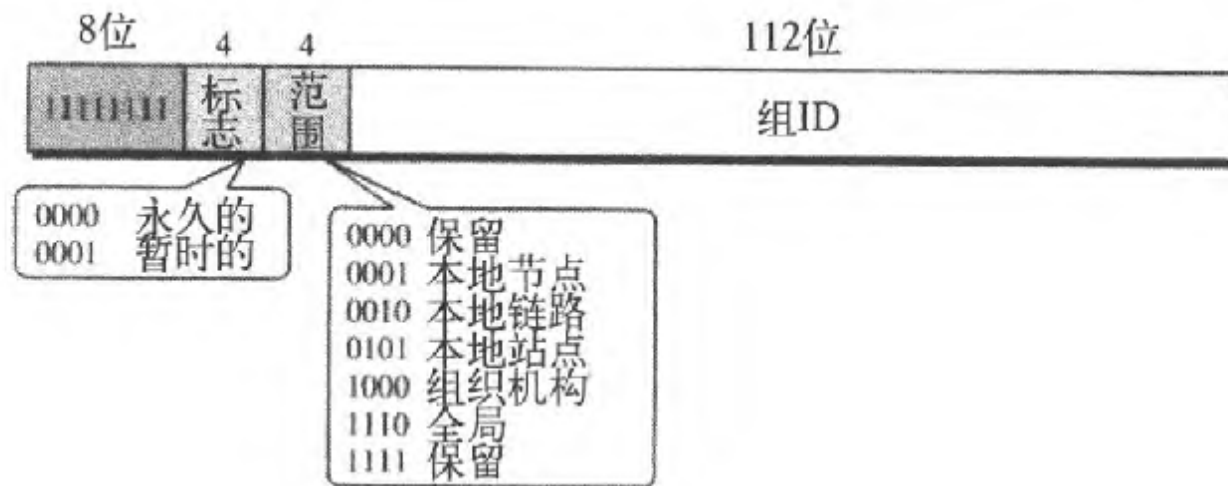 8位 4 4 112位
11111111 标志 范围 组ID
0000 永久的
0001 暂时的
0000 保留
0001 本地节点
0010 本地链路
0101 本地站点
1000 组织机构
1110 全局
1111 保留